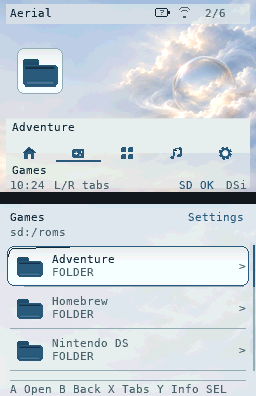 Aerial 2/6
Adventure
Games
10:24 L/R tabs SD OK DSi
Games Settings
sd:/roms
Adventure
FOLDER >
Homebrew
FOLDER >
Nintendo DS
FOLDER >
A Open B Back X Tabs Y Info SEL